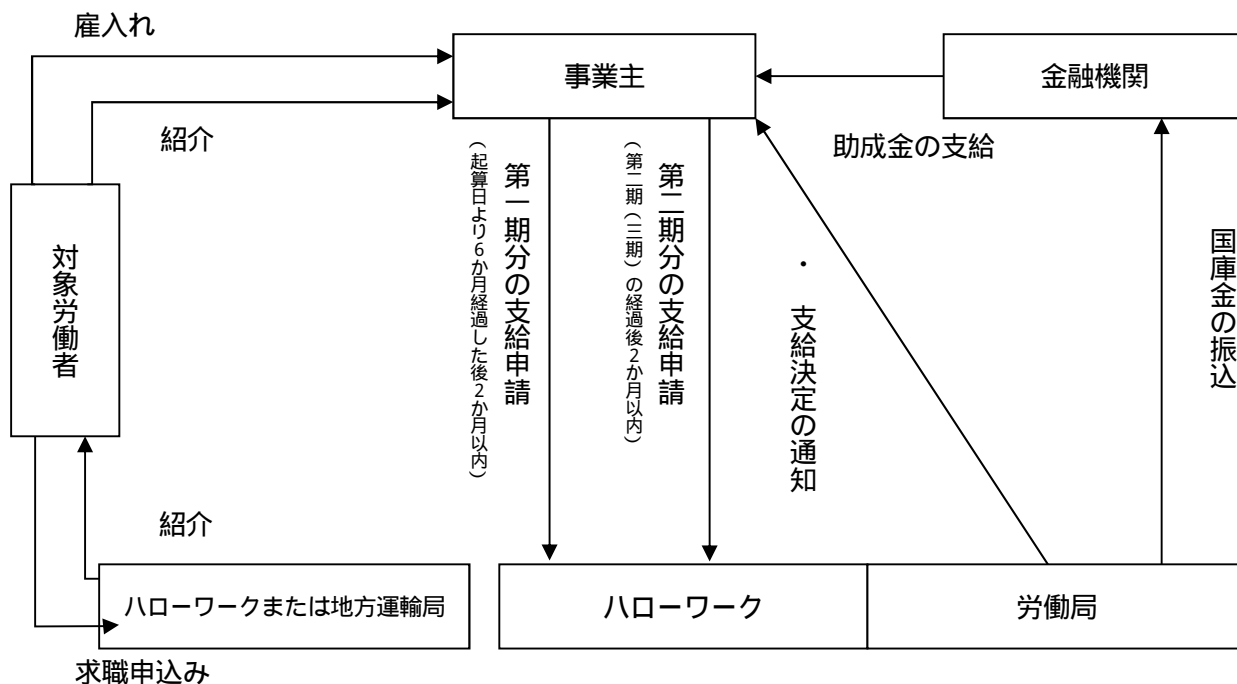 雇入れ
事業主
金融機関
紹介
助成金の支給
第一期分の支給申請
（起算日より6か月経過した後2か月以内）
第二期分の支給申請
（第二期（三期）の経過後2か月以内）
・支給決定の通知
国庫金の振込
対象労働者
紹介
ハローワークまたは地方運輸局
ハローワーク
労働局
求職申込み